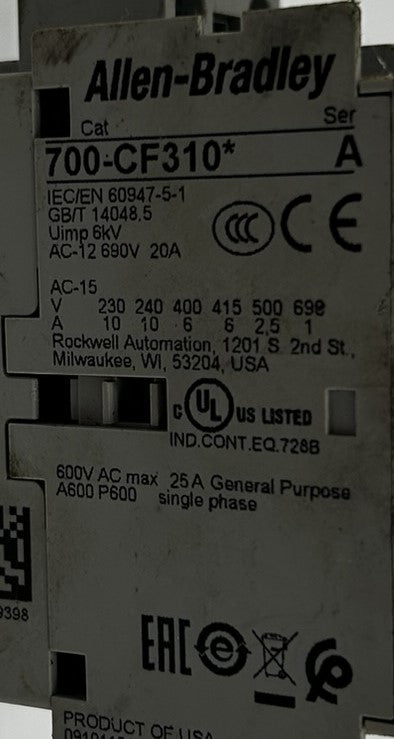 Allen-Bradley
Cat Ser
700-CF310* A
IEC/EN 60947-5-1
GB/T 14048,5
Uimp 6kV
AC-12 690V 20A
CCC CE
AC-15
V 230 240 400 415 500 690
A 10 10 6 6 2,5 1
Rockwell Automation, 1201 S. 2nd St.,
Milwaukee, WI, 53204, USA
C UL US LISTED
IND.CONT.EQ.728B
600V AC max 25A General Purpose
A600 P600 single phase
9398
EAC
e
PRODUCT OF USA